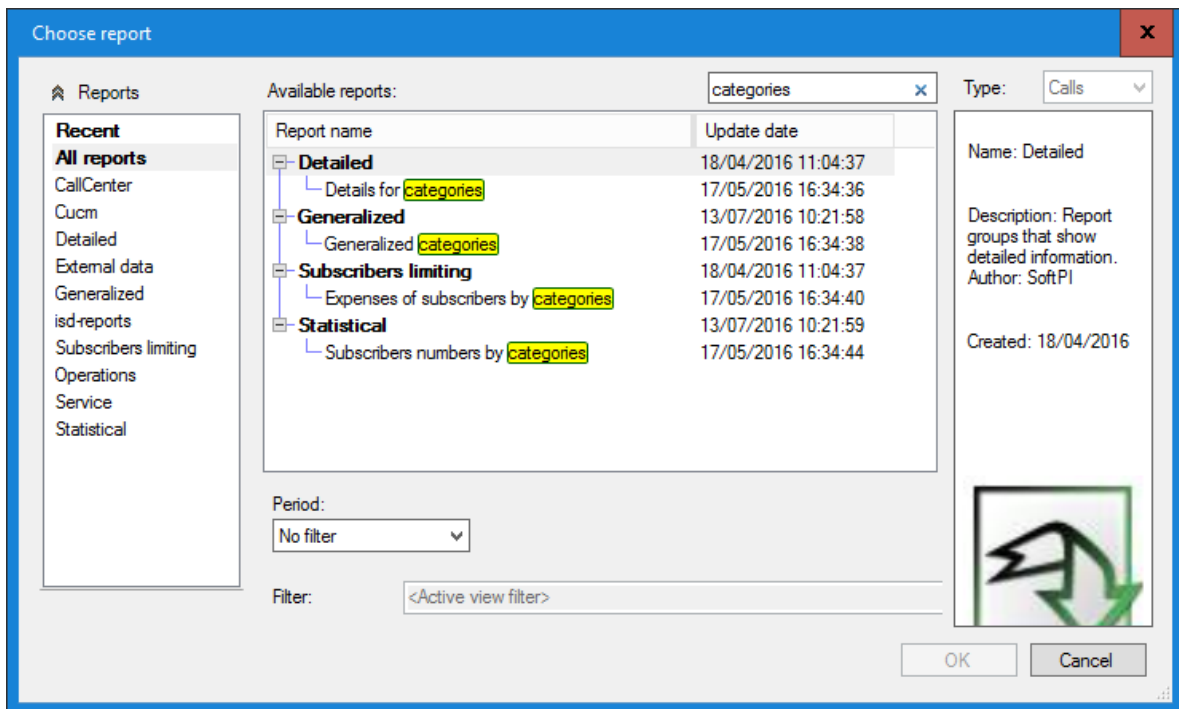 Choose report
x
Reports
Recent
All reports
CallCenter
Cucm
Detailed
External data
Generalized
isd-reports
Subscribers limiting
Operations
Service
Statistical
Available reports:
categories
Report name Update date
Detailed 18/04/2016 11:04:37
Details for categories 17/05/2016 16:34:36
Generalized 13/07/2016 10:21:58
Generalized categories 17/05/2016 16:34:38
Subscribers limiting 18/04/2016 11:04:37
Expenses of subscribers by categories 17/05/2016 16:34:40
Statistical 13/07/2016 10:21:59
Subscribers numbers by categories 17/05/2016 16:34:44
Period:
No filter
Filter: <Active view filter>
Type: Calls
Name: Detailed
Description: Report
groups that show
detailed information.
Author: SoftPI
Created: 18/04/2016
OK Cancel